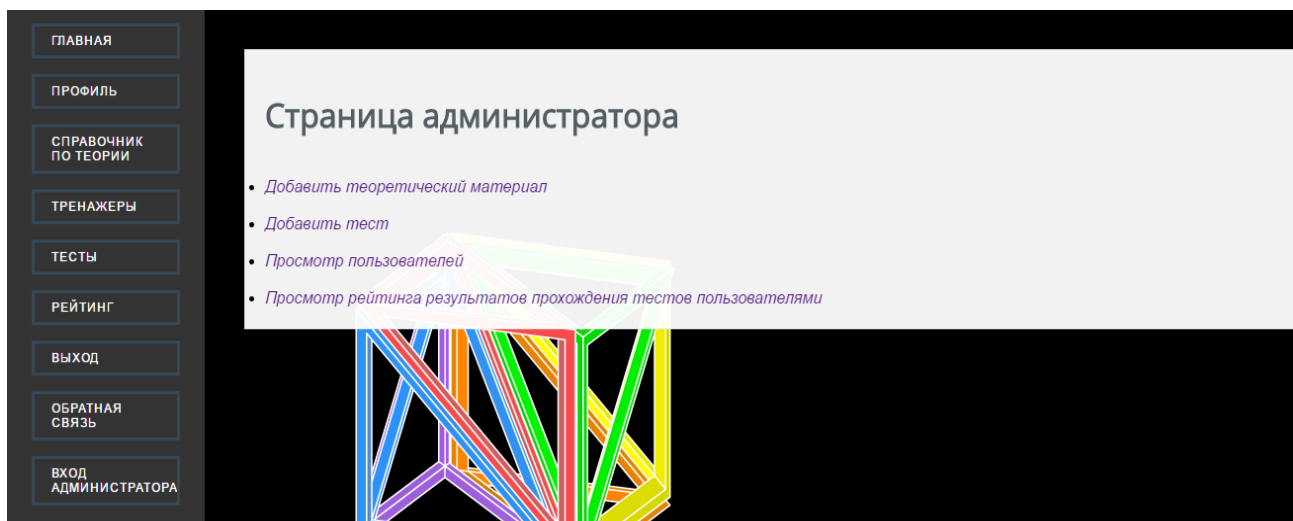 ГЛАВНАЯ
ПРОФИЛЬ
СПРАВОЧНИК
ПО ТЕОРИИ
ТРЕНАЖЕРЫ
ТЕСТЫ
РЕЙТИНГ
ВЫХОД
ОБРАТНАЯ
СВЯЗЬ
ВХОД
АДМИНИСТРАТОРА
Страница администратора
Добавить теоретический материал
Добавить тест
Просмотр пользователей
Просмотр рейтинга результатов прохождения тестов пользователями